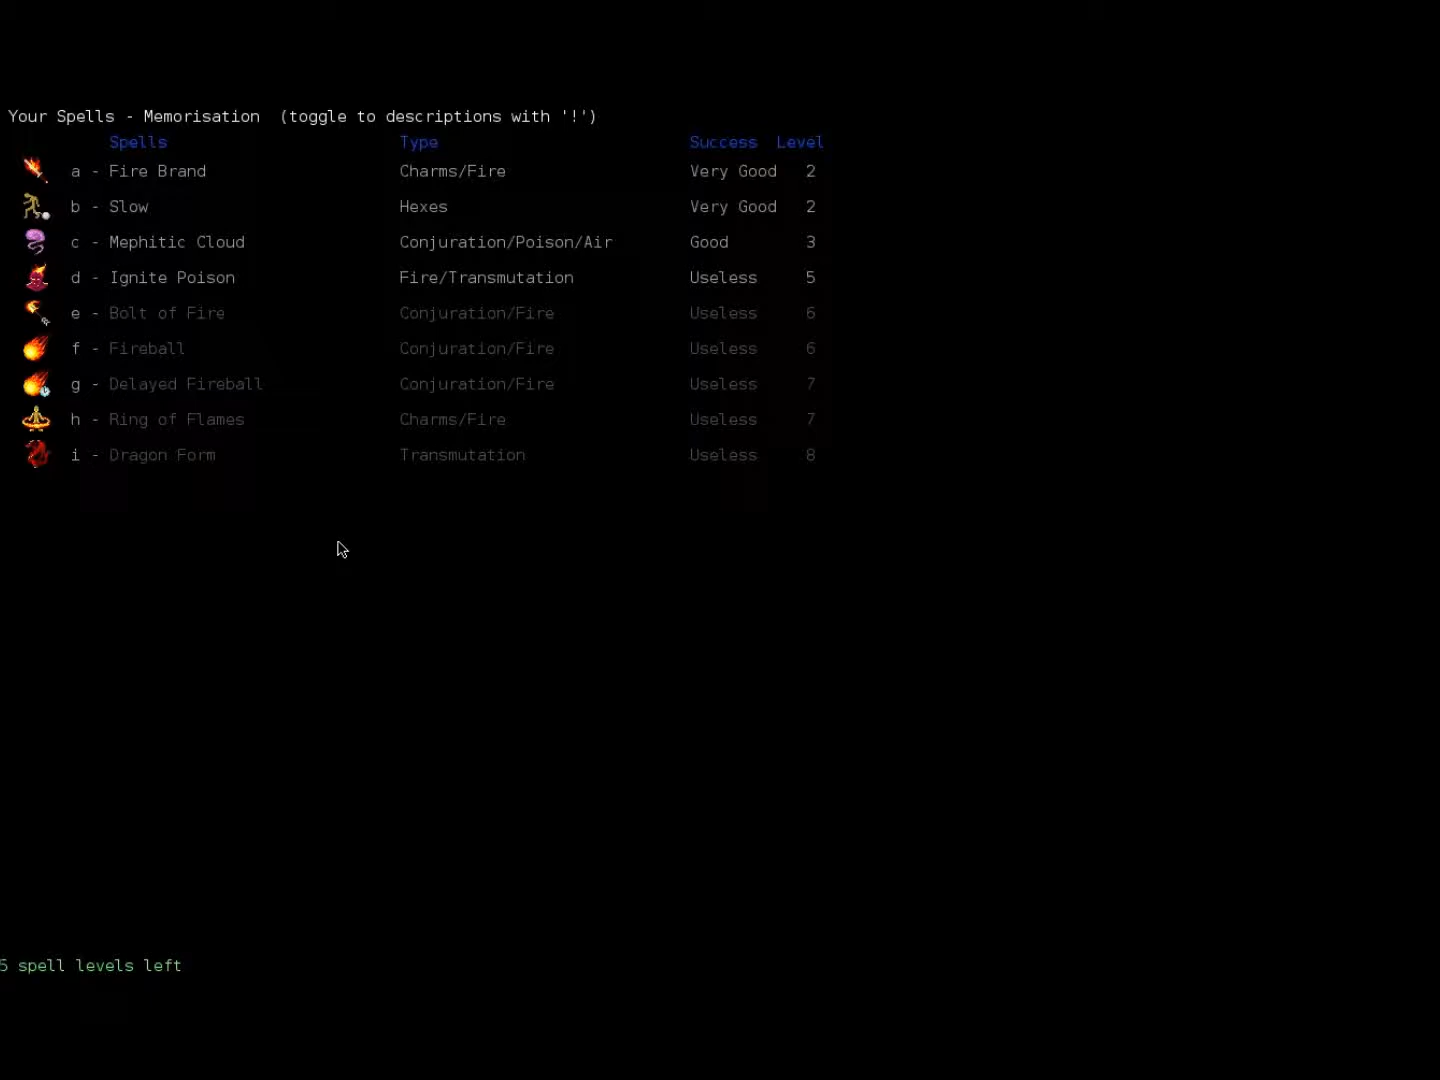 Your Spells - Memorisation  (toggle to descriptions with '!')
Spells Type Success Level
a - Fire Brand Charms/Fire Very Good 2
b - Slow Hexes Very Good 2
c - Mephitic Cloud Conjuration/Poison/Air Good 3
d - Ignite Poison Fire/Transmutation Useless 5
e - Bolt of Fire Conjuration/Fire Useless 6
f - Fireball Conjuration/Fire Useless 6
g - Delayed Fireball Conjuration/Fire Useless 7
h - Ring of Flames Charms/Fire Useless 7
i - Dragon Form Transmutation Useless 8
5 spell levels left